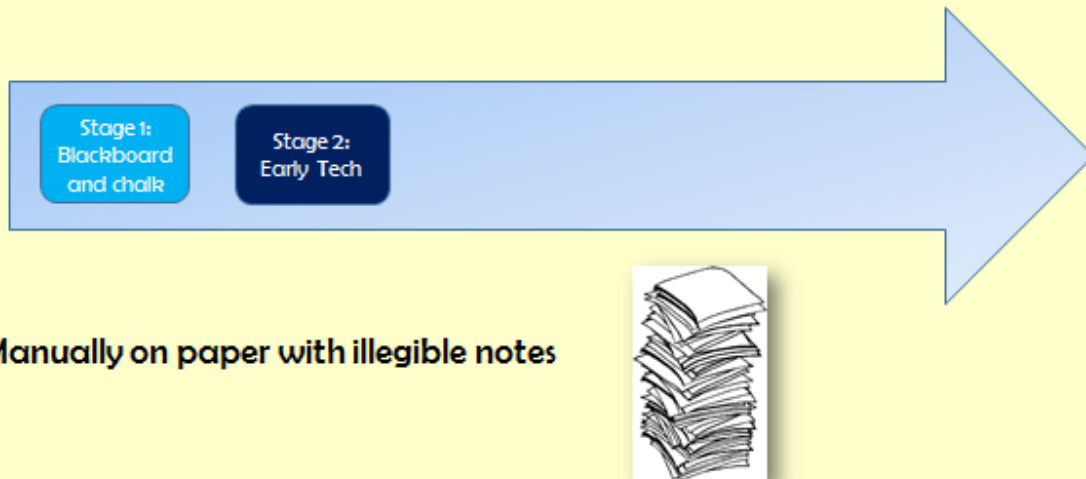 Stage 1:
Blackboard
and chalk
Stage 2:
Early Tech
Manually on paper with illegible notes